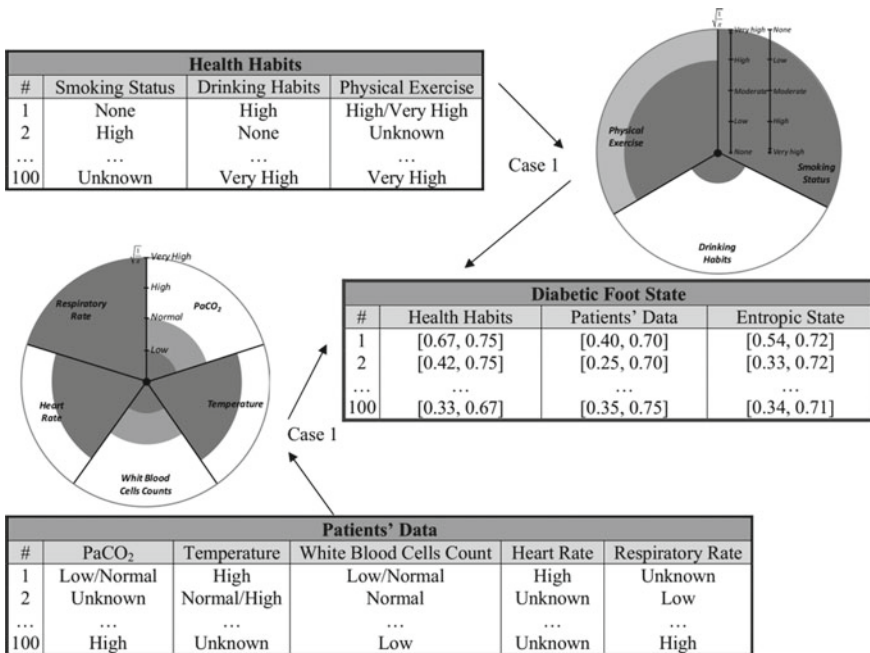 Health Habits
# Smoking Status Drinking Habits Physical Exercise
1 None High High/Very High
2 High None Unknown
... ... ... ...
100 Unknown Very High Very High
Case 1
Very high None
High Low
Moderate Moderate
Low High
None Very high
Physical
Exercise
Smoking
Status
Drinking
Habits
Very High
High
Normal
Low
Respiratory
Rate
PaCO₂
Heart
Rate
Temperature
Whit Blood
Cells Counts
Case 1
Diabetic Foot State
# Health Habits Patients’ Data Entropic State
1 [0.67, 0.75] [0.40, 0.70] [0.54, 0.72]
2 [0.42, 0.75] [0.25, 0.70] [0.33, 0.72]
... ... ... ...
100 [0.33, 0.67] [0.35, 0.75] [0.34, 0.71]
Patients’ Data
# PaCO₂ Temperature White Blood Cells Count Heart Rate Respiratory Rate
1 Low/Normal High Low/Normal High Unknown
2 Unknown Normal/High Normal Unknown Low
... ... ... ... ... ...
100 High Unknown Low Unknown High